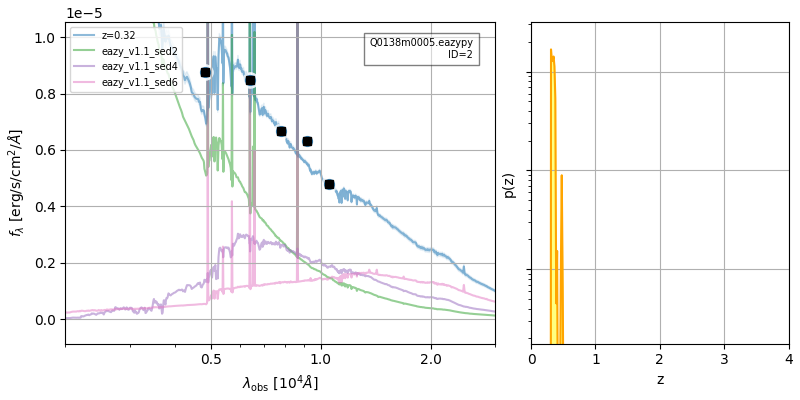 1e−5
z=0.32
eazy_v1.1_sed2
eazy_v1.1_sed4
eazy_v1.1_sed6
Q0138m0005.eazypy
ID=2
1.0
0.8
0.6
0.4
0.2
0.0
f_λ [erg/s/cm²/Å]
0.5 1.0 2.0
λ_obs [10⁴Å]
p(z)
0 1 2 3 4
z